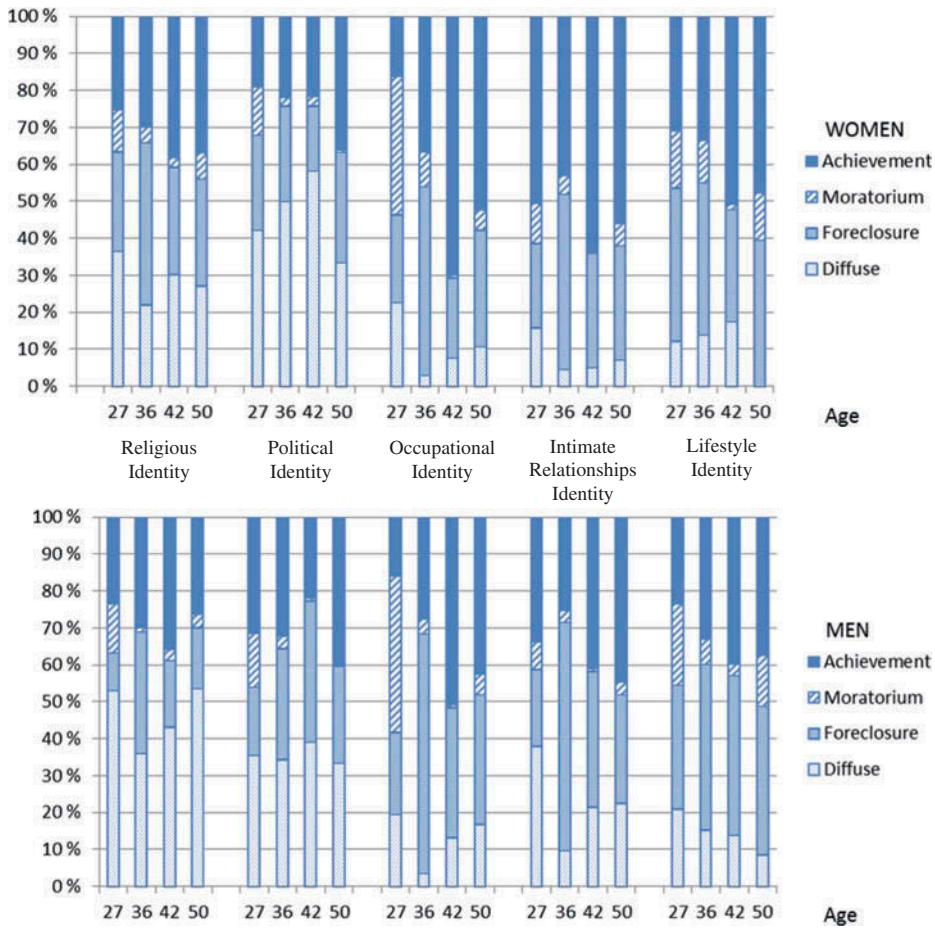 100 %
90 %
80 %
70 %
60 %
50 %
40 %
30 %
20 %
10 %
0 %
WOMEN
Achievement
Moratorium
Foreclosure
Diffuse
27 36 42 50 27 36 42 50 27 36 42 50 27 36 42 50 27 36 42 50 Age
Religious Identity
Political Identity
Occupational Identity
Intimate Relationships Identity
Lifestyle Identity
100 %
90 %
80 %
70 %
60 %
50 %
40 %
30 %
20 %
10 %
0 %
MEN
Achievement
Moratorium
Foreclosure
Diffuse
27 36 42 50 27 36 42 50 27 36 42 50 27 36 42 50 27 36 42 50 Age